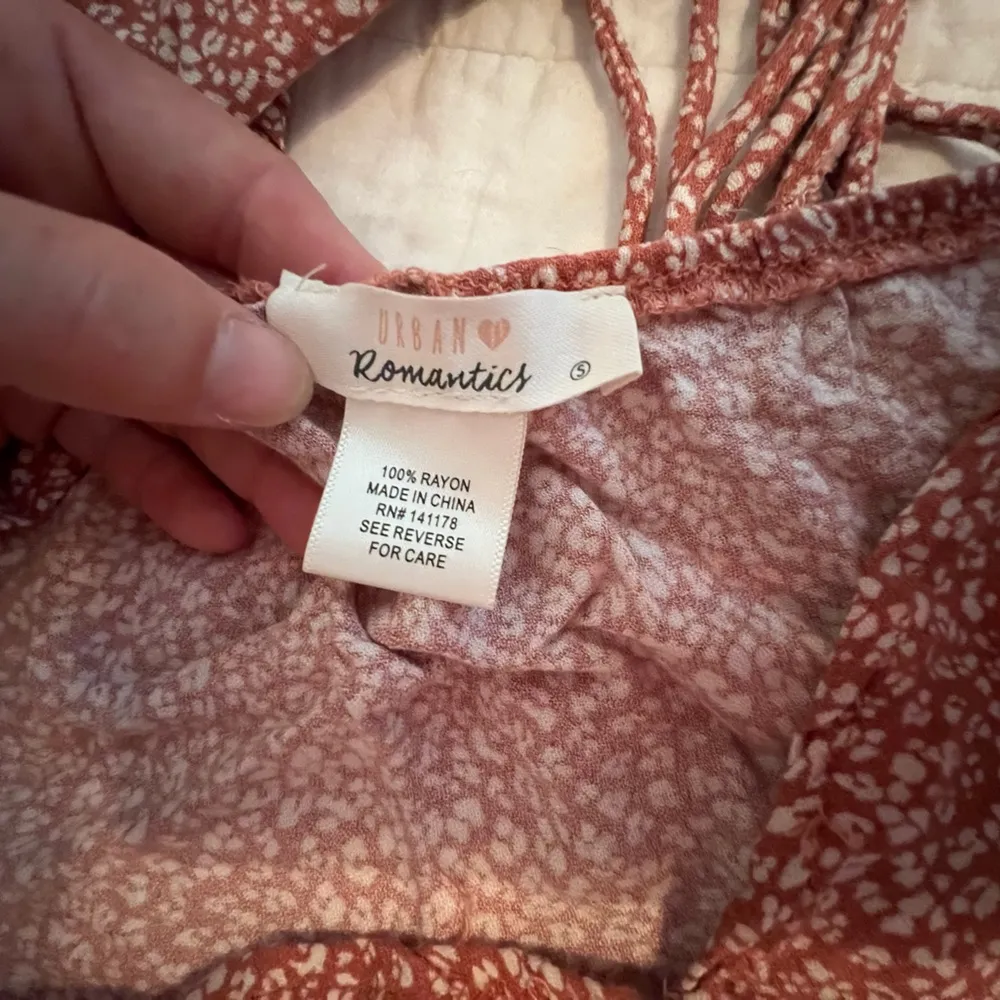 URBAN
Romantics S
100% RAYON
MADE IN CHINA
RN# 141178
SEE REVERSE
FOR CARE